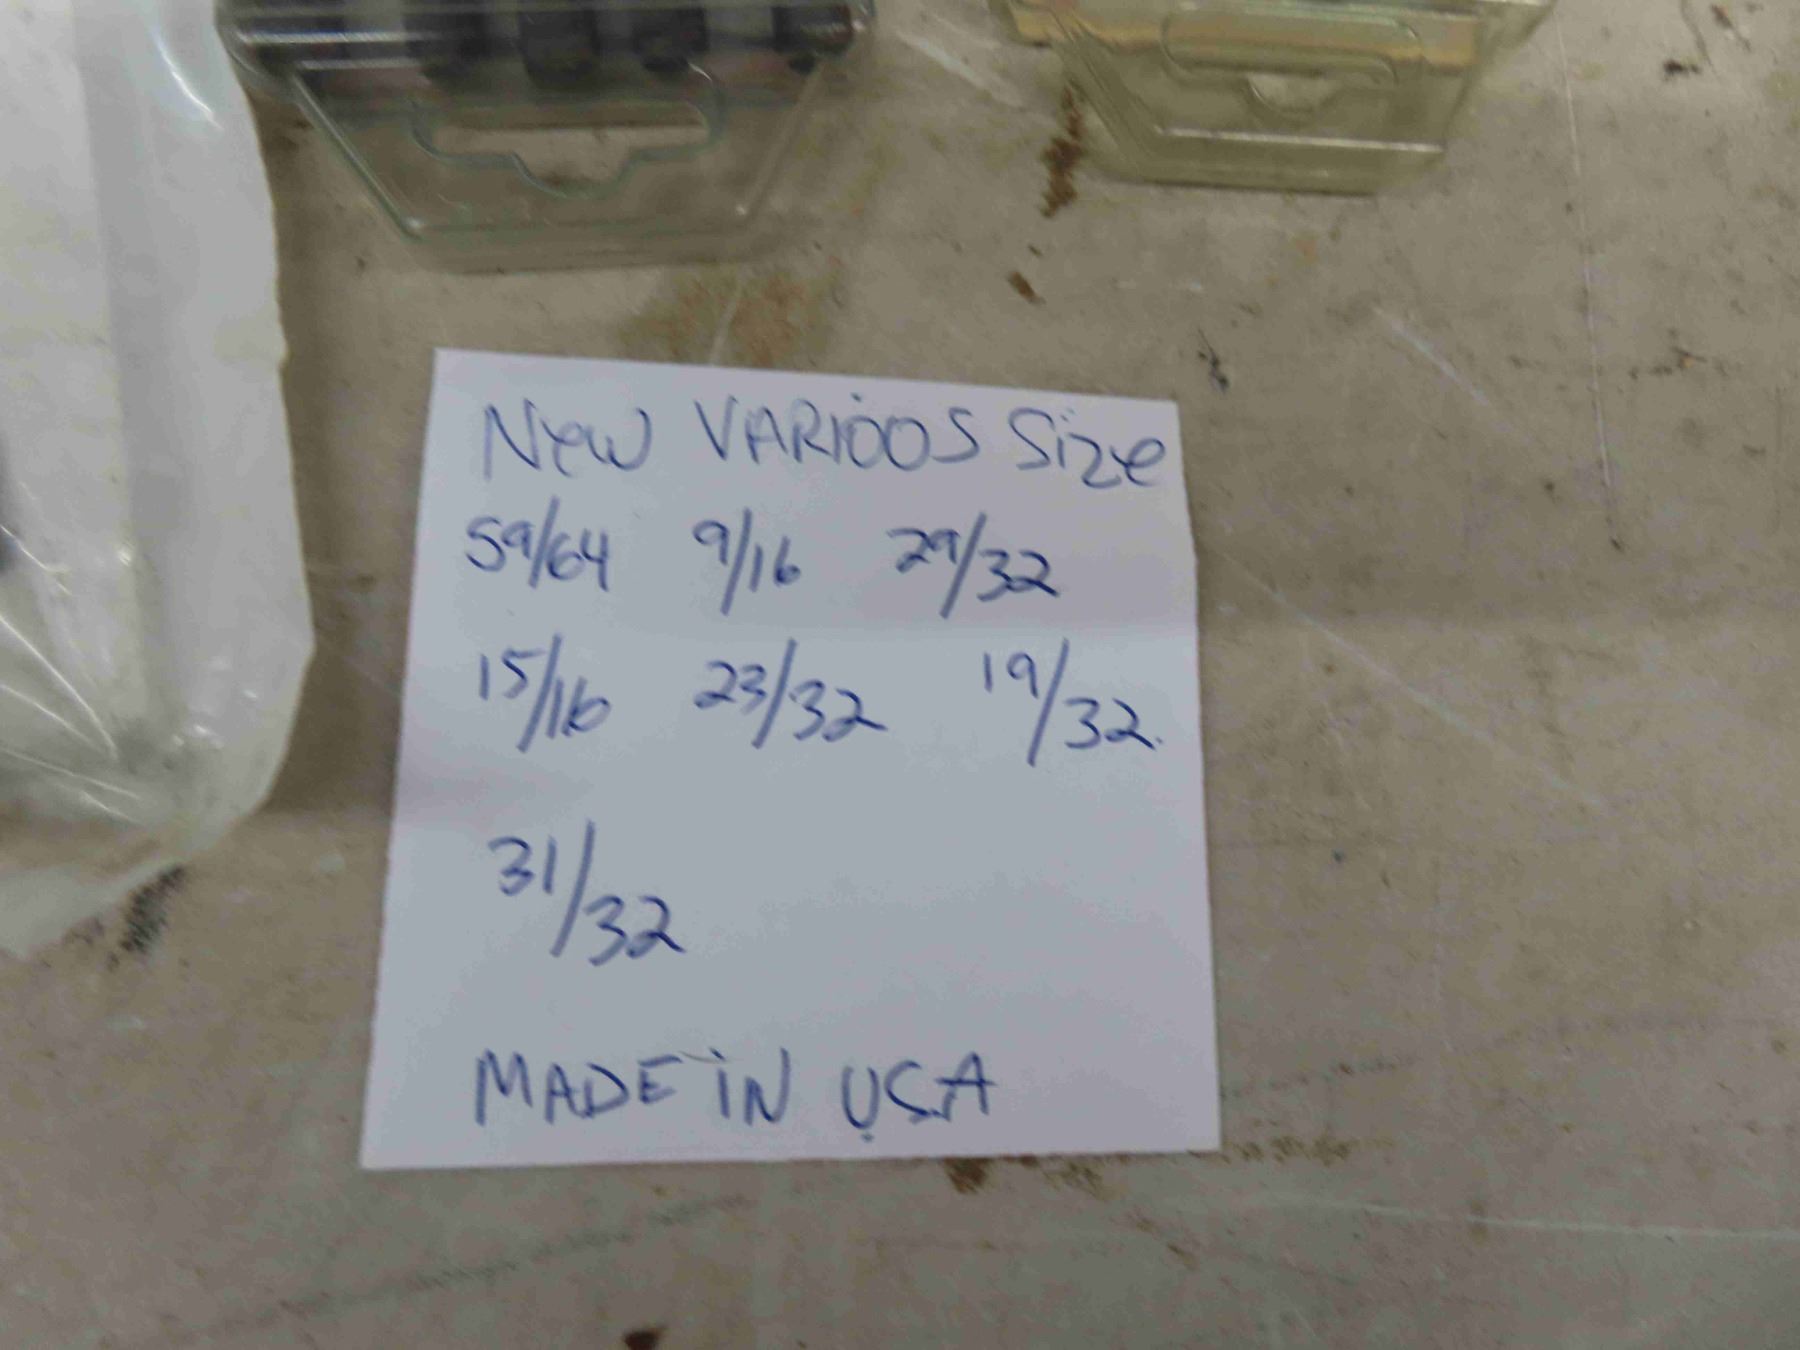 New VARiOOS Size
59/64 9/16 29/32
15/16 23/32 19/32
31/32
MADE iN USA